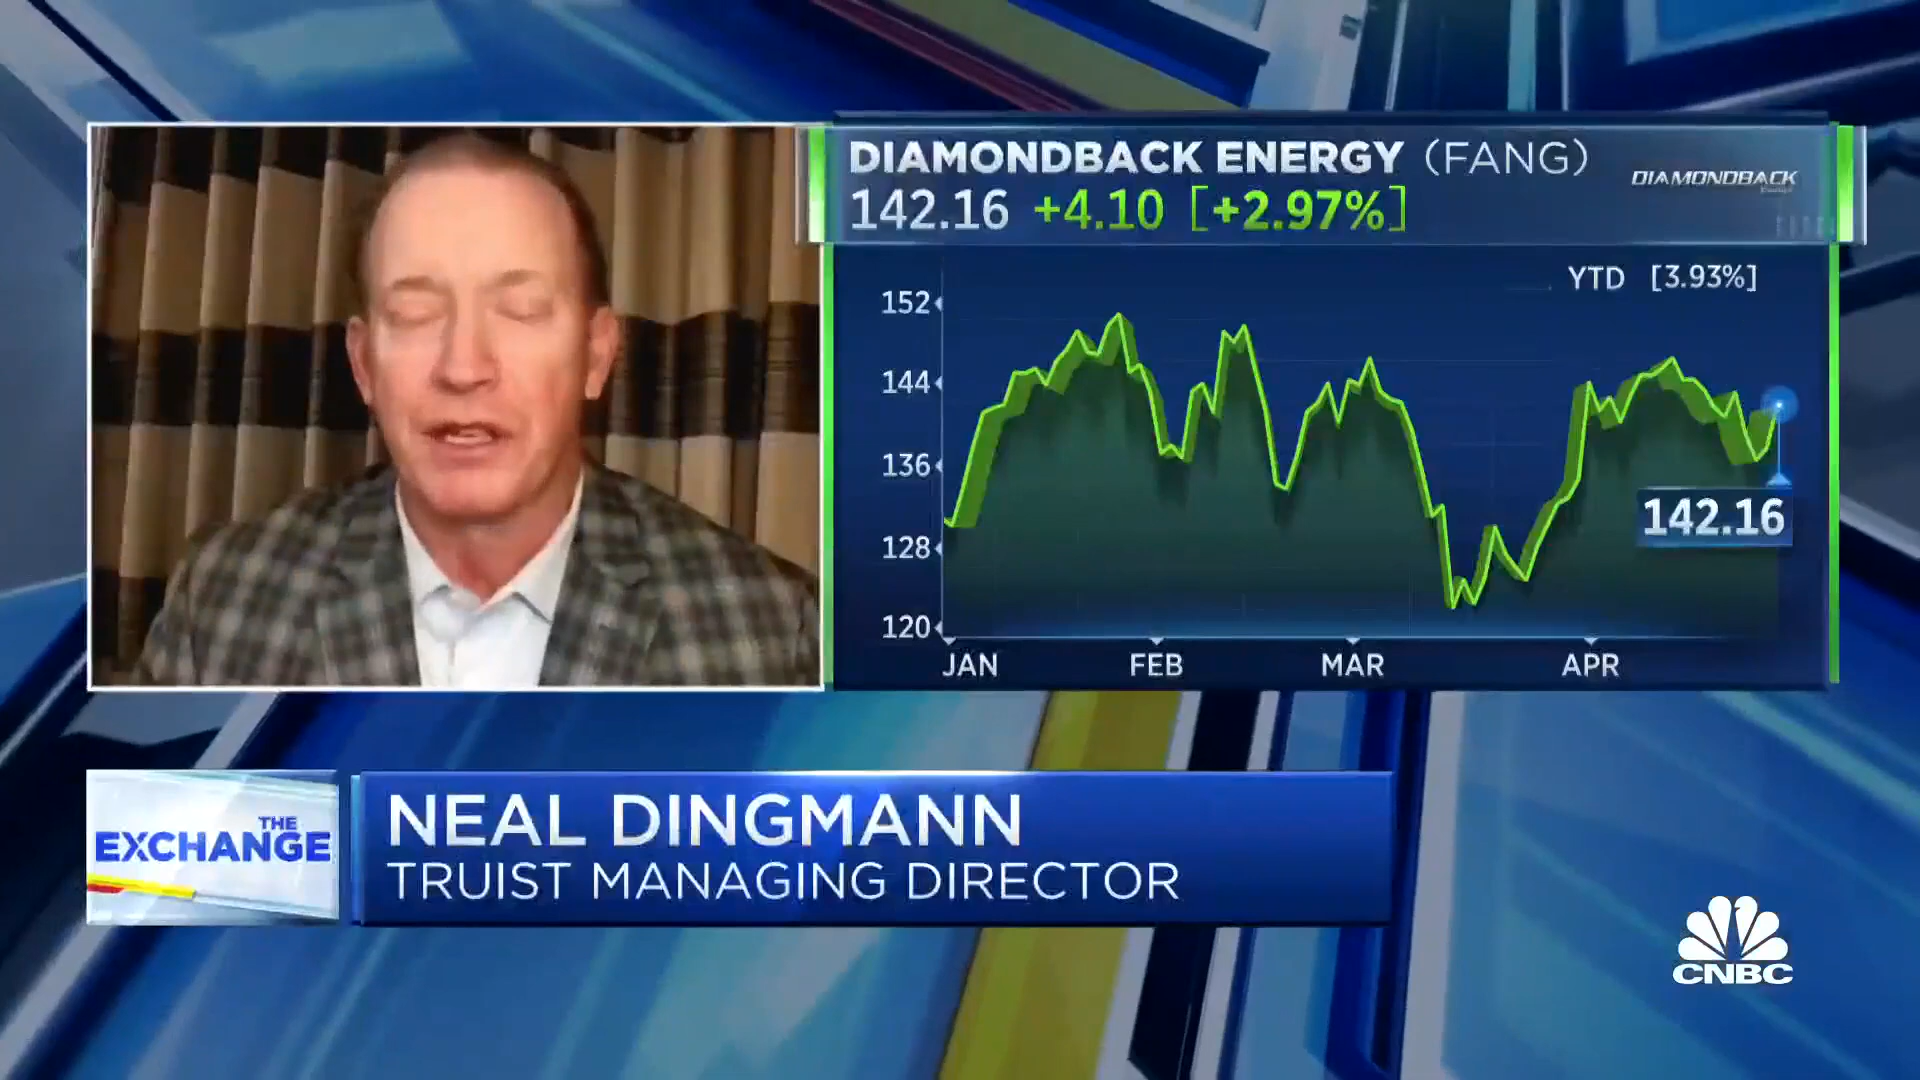 DIAMONDBACK ENERGY (FANG)
DIAMONDBACK
142.16 +4.10 [+2.97%]
YTD [3.93%]
152
144
136
128
120
142.16
JAN FEB MAR APR
THE
EXCHANGE
NEAL DINGMANN
TRUIST MANAGING DIRECTOR
CNBC